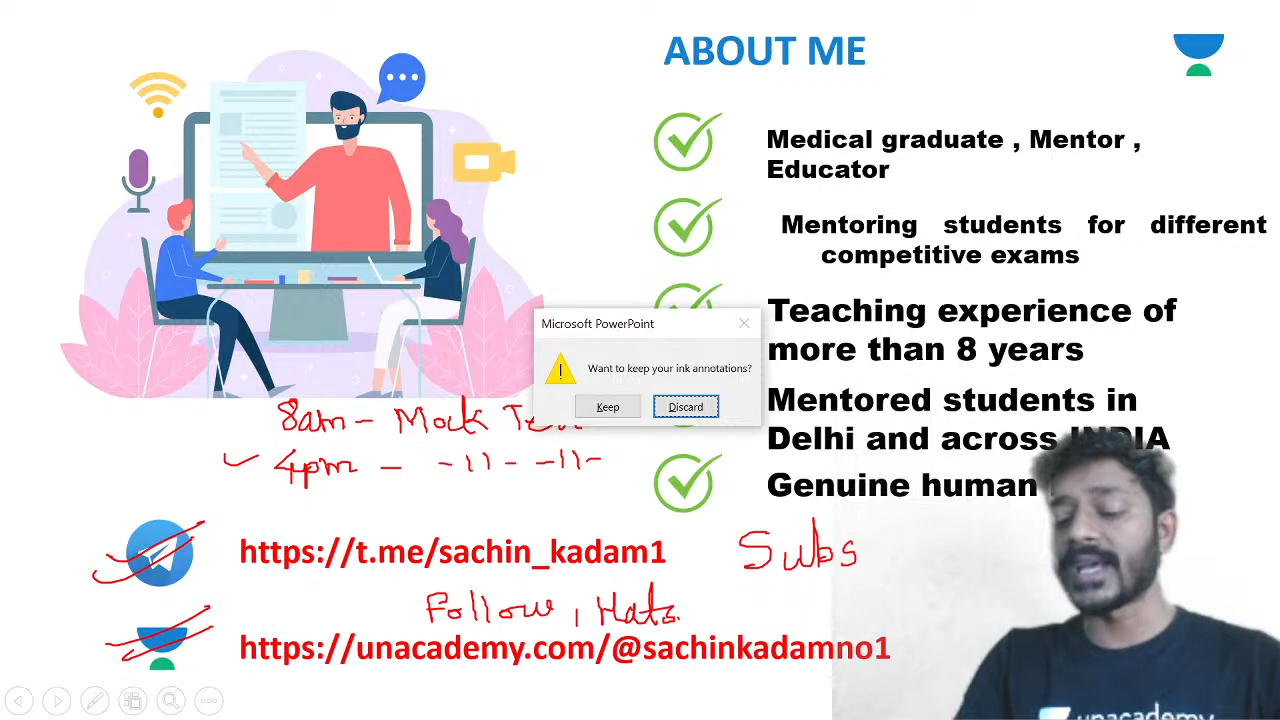 ABOUT ME
Medical graduate , Mentor ,
Educator
Mentoring students for different
competitive exams
Teaching experience of
more than 8 years
Microsoft PowerPoint
Want to keep your ink annotations?
Keep
Discard
Mentored students in
Delhi and across INDIA
Genuine human
8am - Mock
4pm - -11- -11-
https://t.me/sachin_kadam1
Subs
Follow, Hats
https://unacademy.com/@sachinkadamno1
unacademy